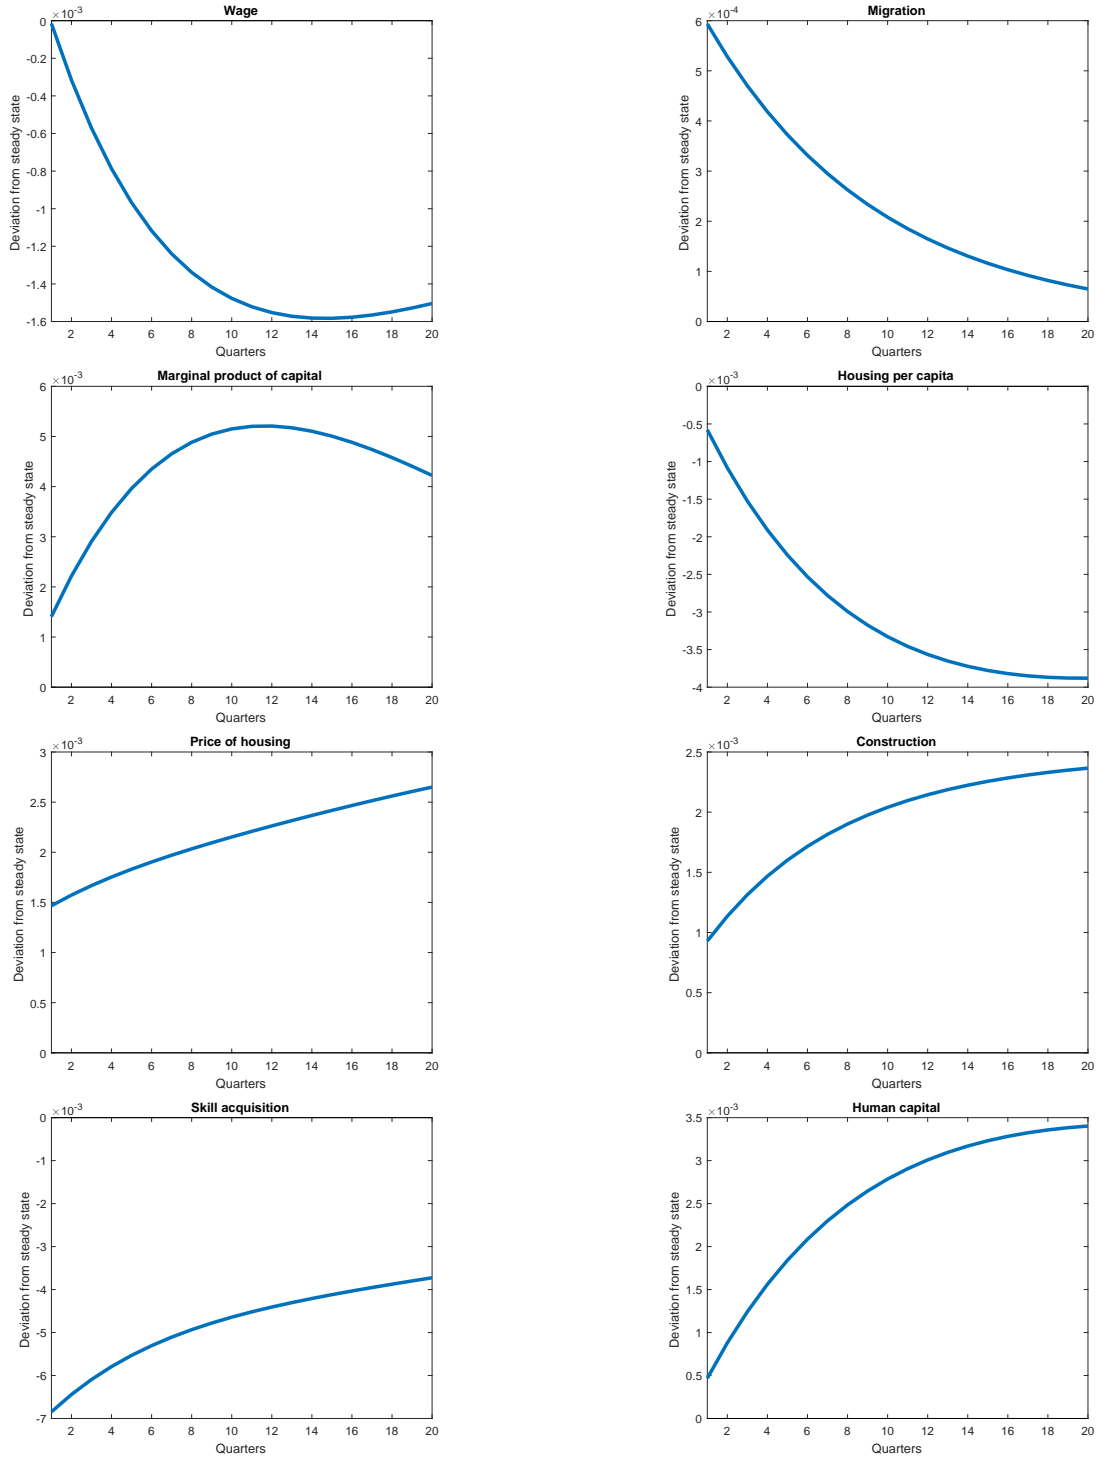 Wage
×10⁻³
Deviation from steady state
0
-0.2
-0.4
-0.6
-0.8
-1
-1.2
-1.4
-1.6
2 4 6 8 10 12 14 16 18 20
Quarters
Migration
×10⁻⁴
Deviation from steady state
6
5
4
3
2
1
0
2 4 6 8 10 12 14 16 18 20
Quarters
Marginal product of capital
×10⁻³
Deviation from steady state
6
5
4
3
2
1
0
2 4 6 8 10 12 14 16 18 20
Quarters
Housing per capita
×10⁻³
Deviation from steady state
0
-0.5
-1
-1.5
-2
-2.5
-3
-3.5
-4
2 4 6 8 10 12 14 16 18 20
Quarters
Price of housing
×10⁻³
Deviation from steady state
3
2.5
2
1.5
1
0.5
0
2 4 6 8 10 12 14 16 18 20
Quarters
Construction
×10⁻³
Deviation from steady state
2.5
2
1.5
1
0.5
0
2 4 6 8 10 12 14 16 18 20
Quarters
Skill acquisition
×10⁻³
Deviation from steady state
0
-1
-2
-3
-4
-5
-6
-7
2 4 6 8 10 12 14 16 18 20
Quarters
Human capital
×10⁻³
Deviation from steady state
3.5
3
2.5
2
1.5
1
0.5
0
2 4 6 8 10 12 14 16 18 20
Quarters